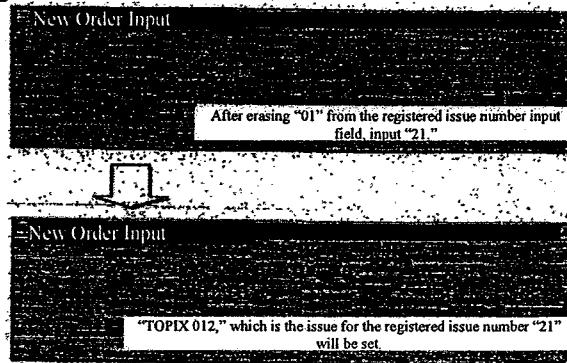 New Order Input
After erasing “01” from the registered issue number input
field, input “21.”
New Order Input
“TOPIX 012,” which is the issue for the registered issue number “21”
will be set.